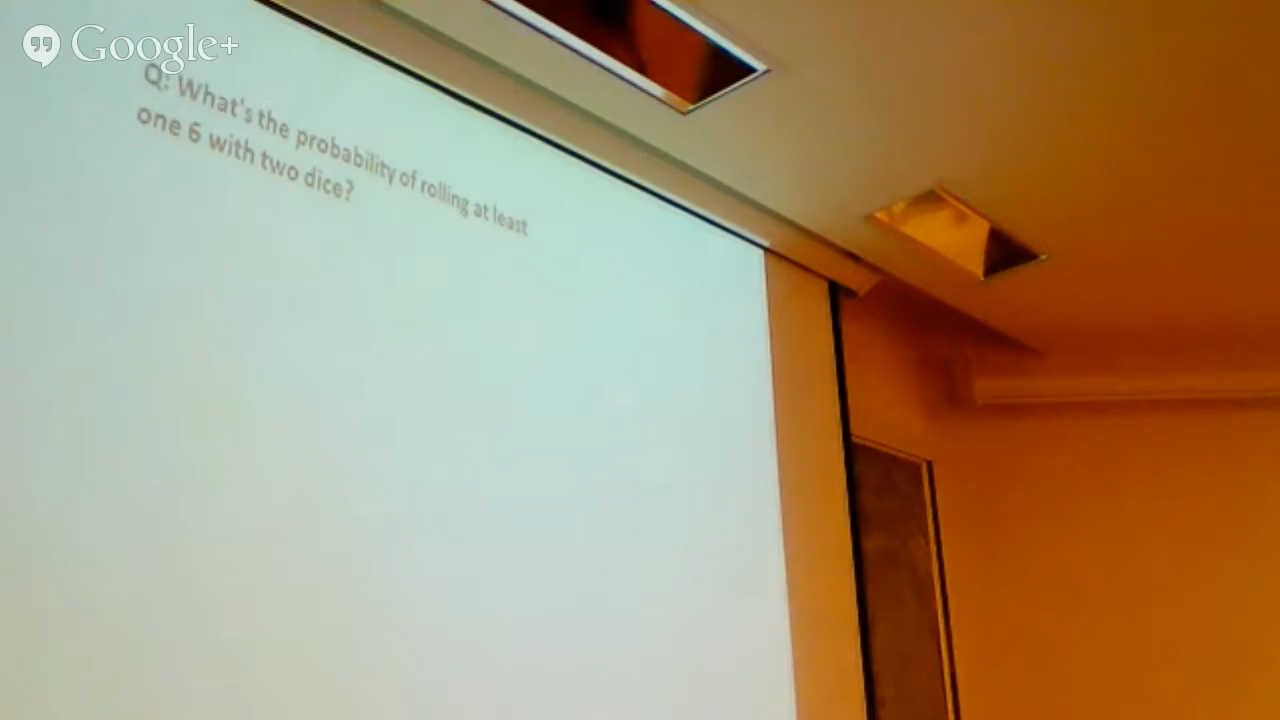 Google+
Q: What's the probability of rolling at least
one 6 with two dice?